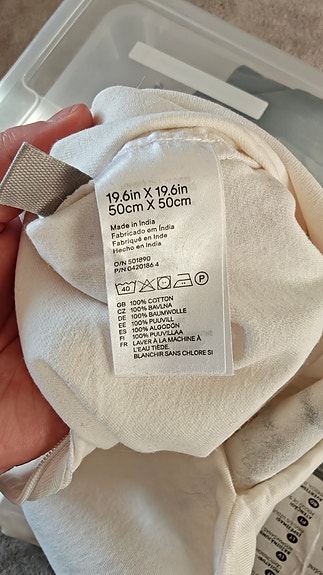 19.6in X 19.6in
50cm X 50cm
Made in India
Fabricado em Índia
Fabriqué en Inde
Hecho en India
O/N 501890
P/N 0420186 4
40
P
GB 100% COTTON
CZ 100% BAVLNA
DE 100% BAUMWOLLE
EE 100% PUUVILL
ES 100% ALGODÓN
FI 100% PUUVILLAA
FR LAVER À LA MACHINE À
L'EAU TIÈDE.
BLANCHIR SANS CHLORE SI